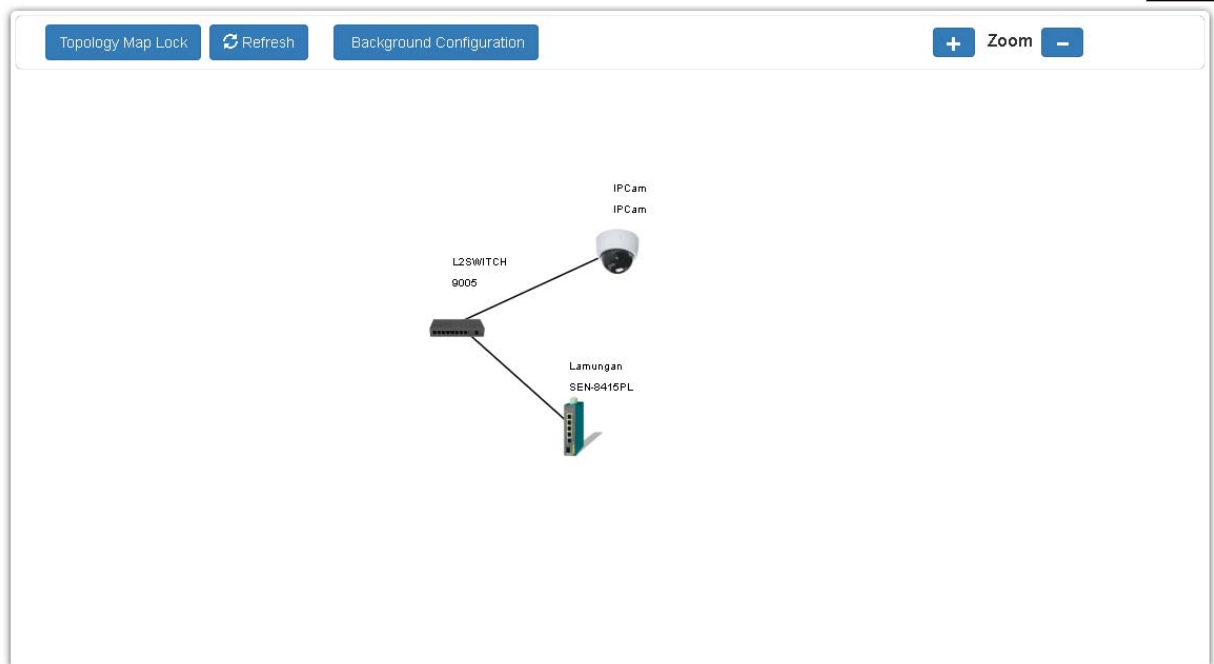 Topology Map Lock
Refresh
Background Configuration
+ Zoom −
IPCam
IPCam
L2SWITCH
9005
Lamungan
SEN-8415PL